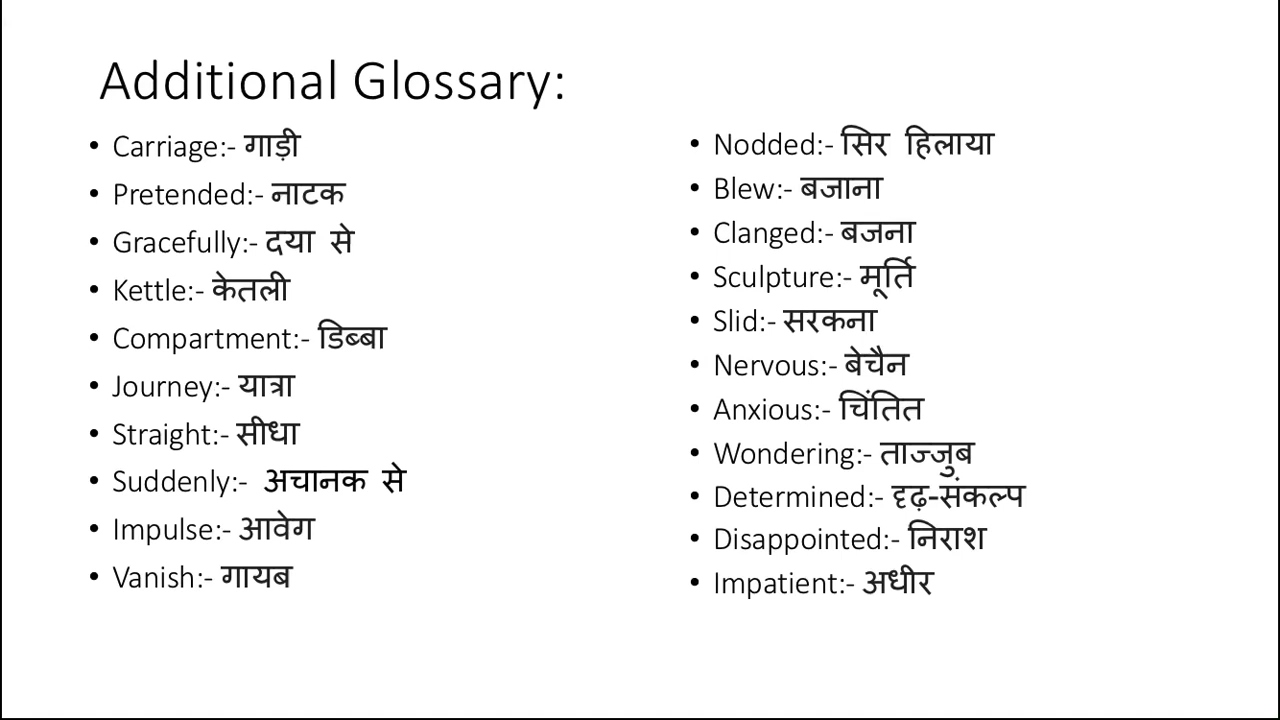 Additional Glossary:
• Carriage:- गाड़ी
• Pretended:- नाटक
• Gracefully:- दया से
• Kettle:- केतली
• Compartment:- डिब्बा
• Journey:- यात्रा
• Straight:- सीधा
• Suddenly:- अचानक से
• Impulse:- आवेग
• Vanish:- गायब
• Nodded:- सिर हिलाया
• Blew:- बजाना
• Clanged:- बजना
• Sculpture:- मूर्ति
• Slid:- सरकना
• Nervous:- बेचैन
• Anxious:- चिंतित
• Wondering:- ताज्जुब
• Determined:- दृढ़-संकल्प
• Disappointed:- निराश
• Impatient:- अधीर